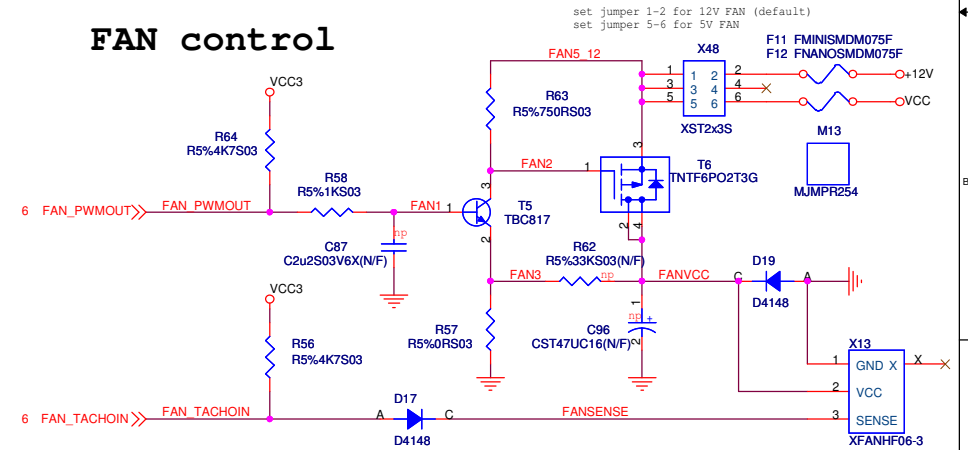 set jumper 1-2 for 12V FAN (default)
set jumper 5-6 for 5V FAN
FAN control
F11 FMINISMDM075F
F12 FNANOSMDM075F
FAN5_12
X48
1 1 2 2
3 3 4 4
5 5 6 6
XST2x3S
+12V
VCC
VCC3
R63
R5%750RS03
R64
R5%4K7S03
M13
MJMPR254
FAN2
1
3
T6
TNTF6PO2T3G
2
4
R58
R5%1KS03
6 FAN_PWMOUT
FAN_PWMOUT
FAN1
1
3
2
T5
TBC817
np
C87
C2u2S03V6X(N/F)
R62
R5%33KS03(N/F)
np
FAN3
FANVCC
C
D19
A
D4148
VCC3
R57
R5%0RS03
1
np
+
2
C96
CST47UC16(N/F)
R56
R5%4K7S03
X13
1 GND X X
2 VCC
3 SENSE
XFANHF06-3
6 FAN_TACHOIN
FAN_TACHOIN
A
D17
C
D4148
FANSENSE
B